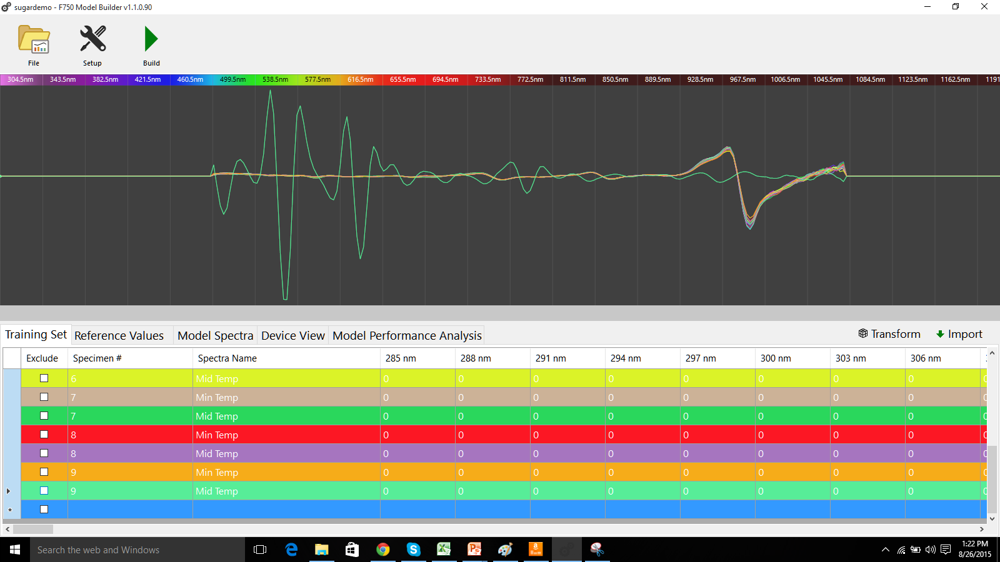 sugardemo - F750 Model Builder v1.1.0.90
File Setup Build
304.5nm 343.5nm 382.5nm 421.5nm 460.5nm 499.5nm 538.5nm 577.5nm 616.5nm 655.5nm 694.5nm 733.5nm 772.5nm 811.5nm 850.5nm 889.5nm 928.5nm 967.5nm 1006.5nm 1045.5nm 1084.5nm 1123.5nm 1162.5nm 1191
Training Set Reference Values Model Spectra Device View Model Performance Analysis Transform Import
Exclude Specimen # Spectra Name 285 nm 288 nm 291 nm 294 nm 297 nm 300 nm 303 nm 306 nm
6 Mid Temp 0 0 0 0 0 0 0 0
7 Min Temp 0 0 0 0 0 0 0 0
7 Mid Temp 0 0 0 0 0 0 0 0
8 Min Temp 0 0 0 0 0 0 0 0
8 Mid Temp 0 0 0 0 0 0 0 0
9 Min Temp 0 0 0 0 0 0 0 0
9 Mid Temp 0 0 0 0 0 0 0 0
Search the web and Windows
1:22 PM
8/26/2015